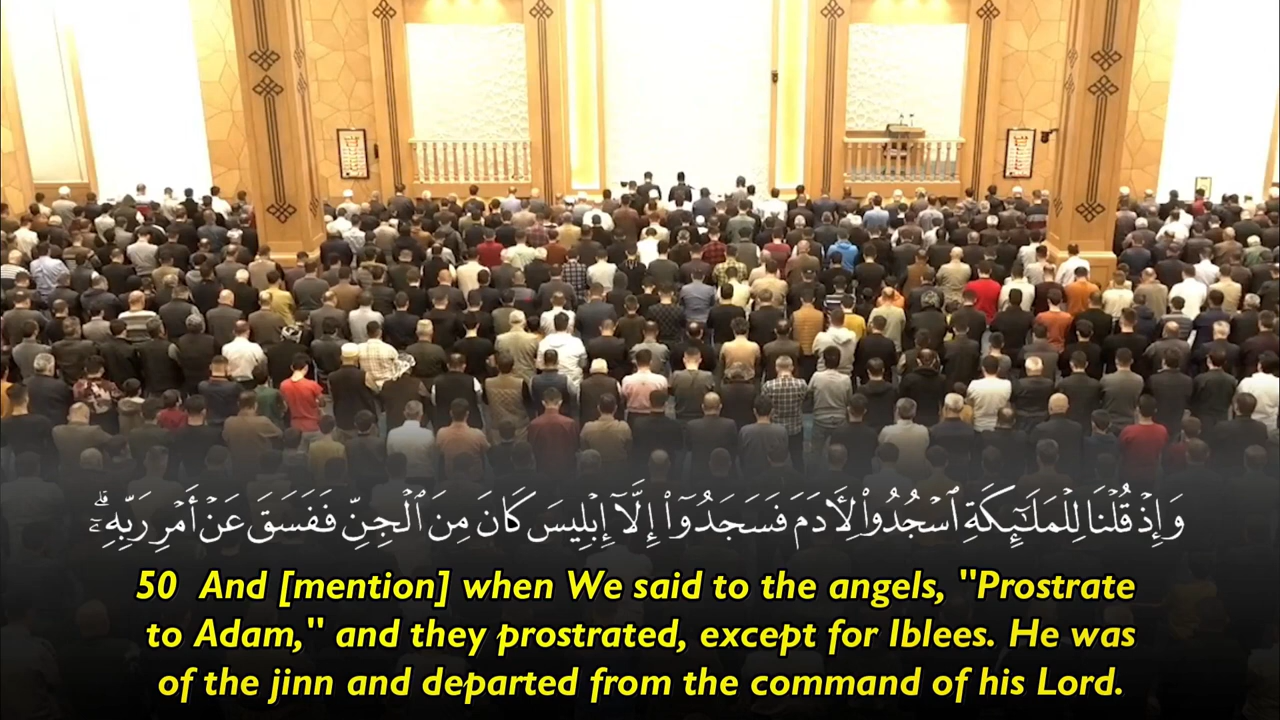 وَإِذْ قُلْنَا لِلْمَلَـٰٓئِكَةِ ٱسْجُدُوا۟ لِـَٔادَمَ فَسَجَدُوٓا۟ إِلَّآ إِبْلِيسَ كَانَ مِنَ ٱلْجِنِّ فَفَسَقَ عَنْ أَمْرِ رَبِّهِۦٓ ۗ
50 And [mention] when We said to the angels, "Prostrate
to Adam," and they prostrated, except for Iblees. He was
of the jinn and departed from the command of his Lord.